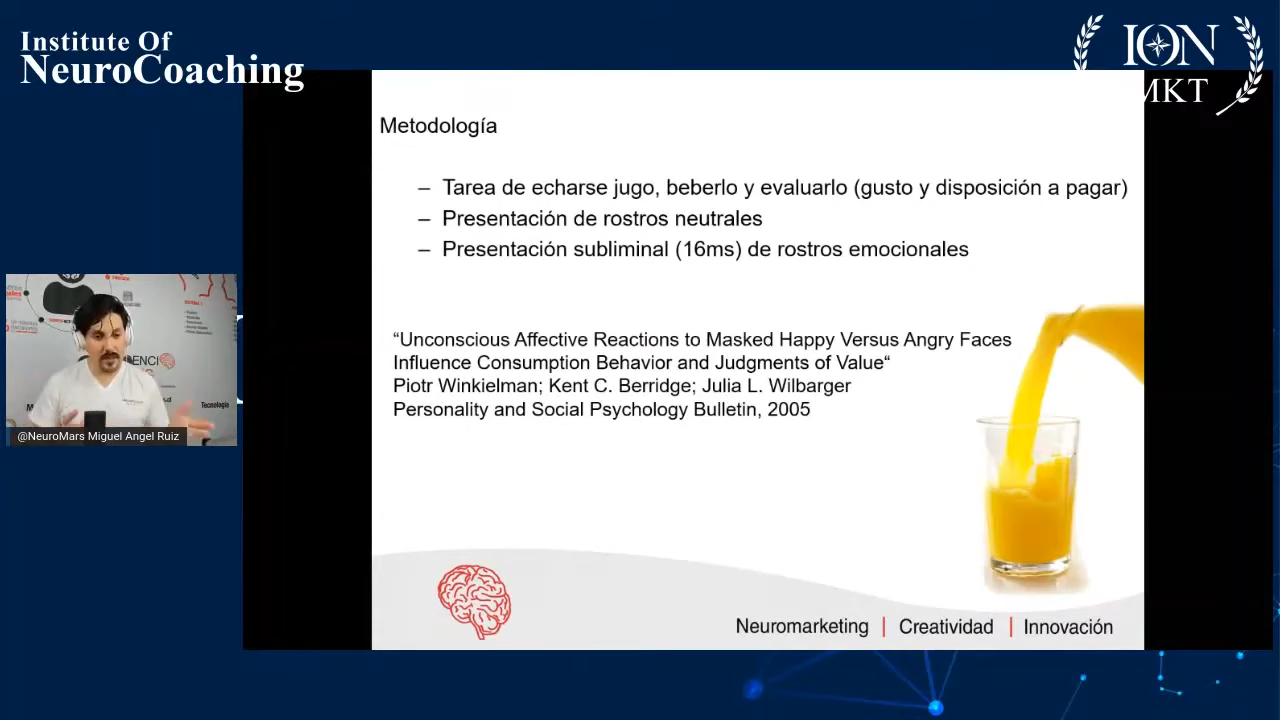 Institute Of
NeuroCoaching
ION
MKT
Metodología
– Tarea de echarse jugo, beberlo y evaluarlo (gusto y disposición a pagar)
– Presentación de rostros neutrales
– Presentación subliminal (16ms) de rostros emocionales
“Unconscious Affective Reactions to Masked Happy Versus Angry Faces
Influence Consumption Behavior and Judgments of Value“
Piotr Winkielman; Kent C. Berridge; Julia L. Wilbarger
Personality and Social Psychology Bulletin, 2005
Tecnología
@NeuroMars Miguel Angel Ruiz
Neuromarketing | Creatividad | Innovación